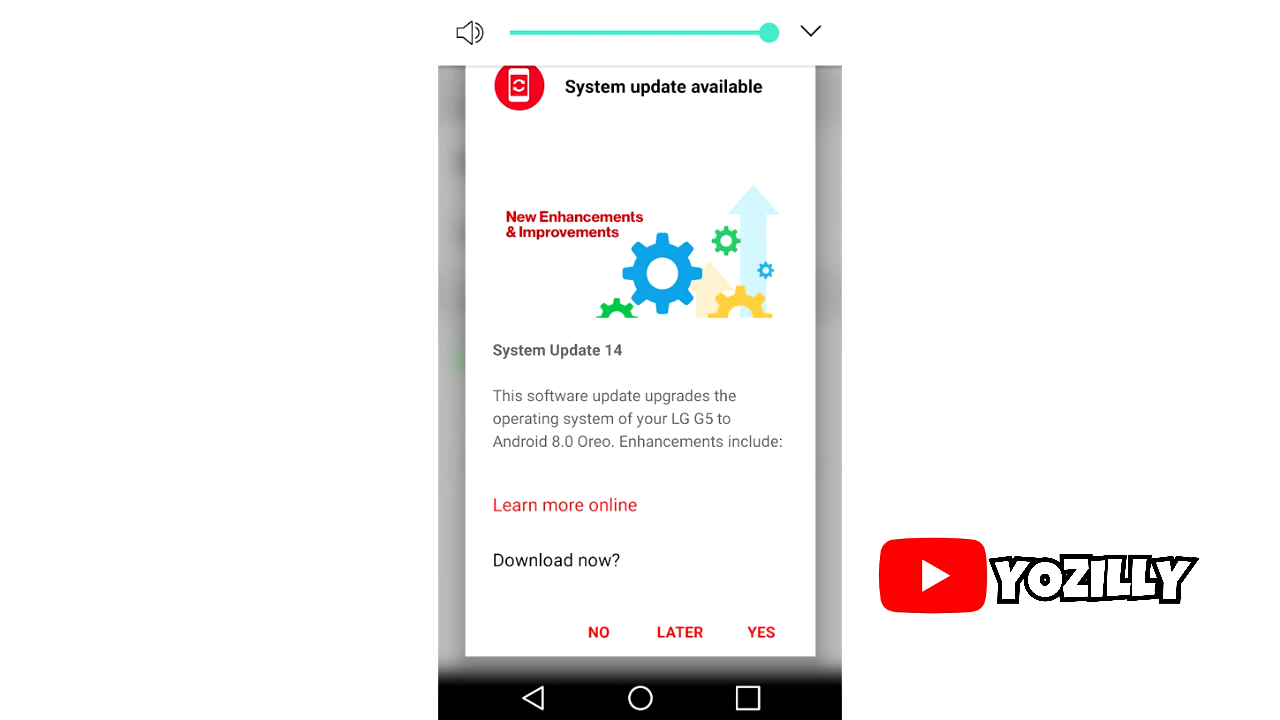 System update available
New Enhancements
& Improvements
System Update 14
This software update upgrades the
operating system of your LG G5 to
Android 8.0 Oreo. Enhancements include:
Learn more online
Download now?
NO LATER YES
YOZILLY